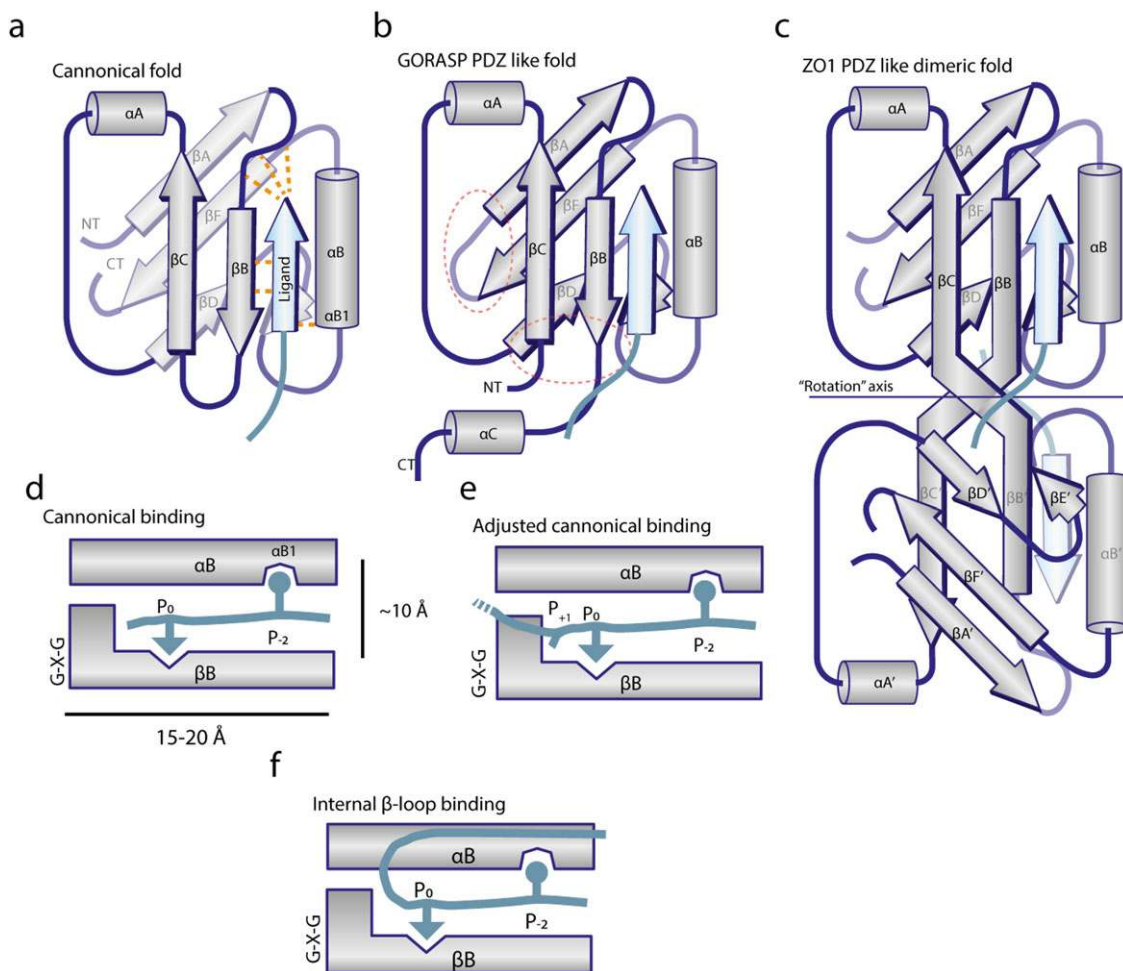 a
Cannonical fold
αA
βA
βF
NT
CT
βC
βB
βD
Ligand
αB
αB1
b
GORASP PDZ like fold
αA
βA
βF
βC
βB
βD
αB
NT
αC
CT
c
ZO1 PDZ like dimeric fold
αA
βA
βF
βC
βD
βB
αB
"Rotation" axis
βC'
βD'
βB'
βE'
αB'
βF'
βA'
αA'
d
Cannonical binding
αB
αB1
P0
P-2
G-X-G
βB
~10 Å
15-20 Å
e
Adjusted cannonical binding
αB
P+1
P0
P-2
G-X-G
βB
f
Internal β-loop binding
αB
P0
P-2
G-X-G
βB